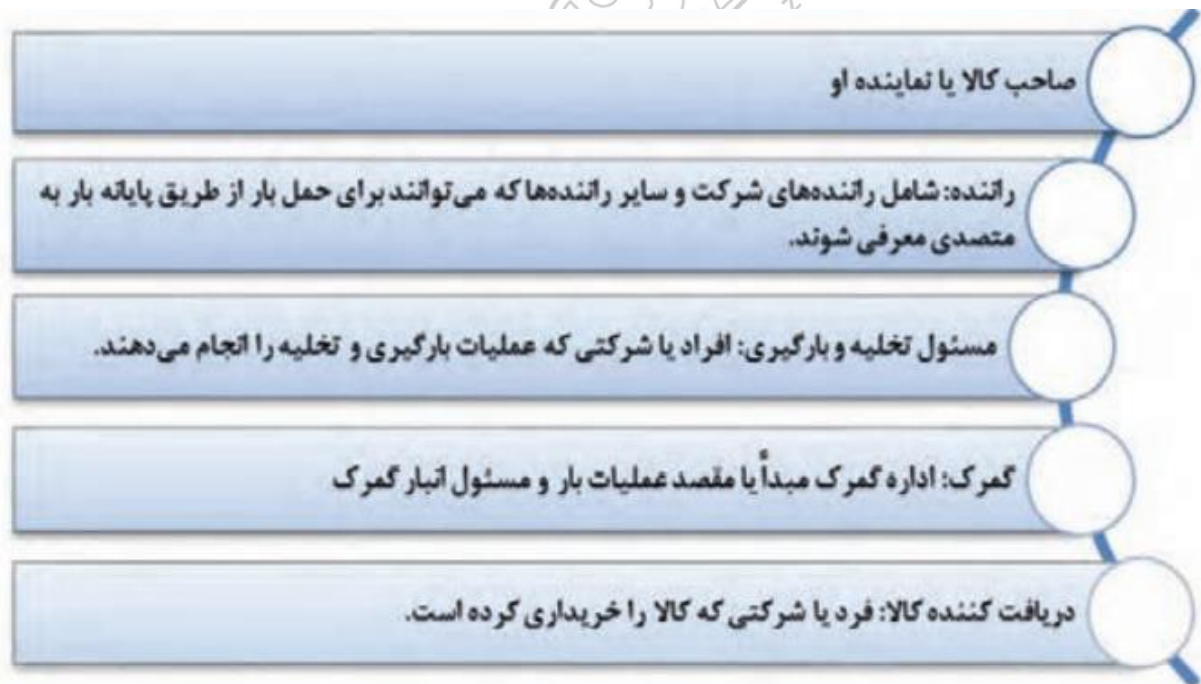 صاحب کالا یا نماینده او
راننده: شامل راننده‌های شرکت و سایر راننده‌ها که می‌توانند برای حمل بار از طریق پایانه بار به
متصدی معرفی شوند.
مسئول تخلیه و بارگیری: افراد یا شرکتی که عملیات بارگیری و تخلیه را انجام می‌دهند.
گمرک: اداره گمرک مبدأ یا مقصد عملیات بار و مسئول انبار گمرک
دریافت کننده کالا: فرد یا شرکتی که کالا را خریداری کرده است.